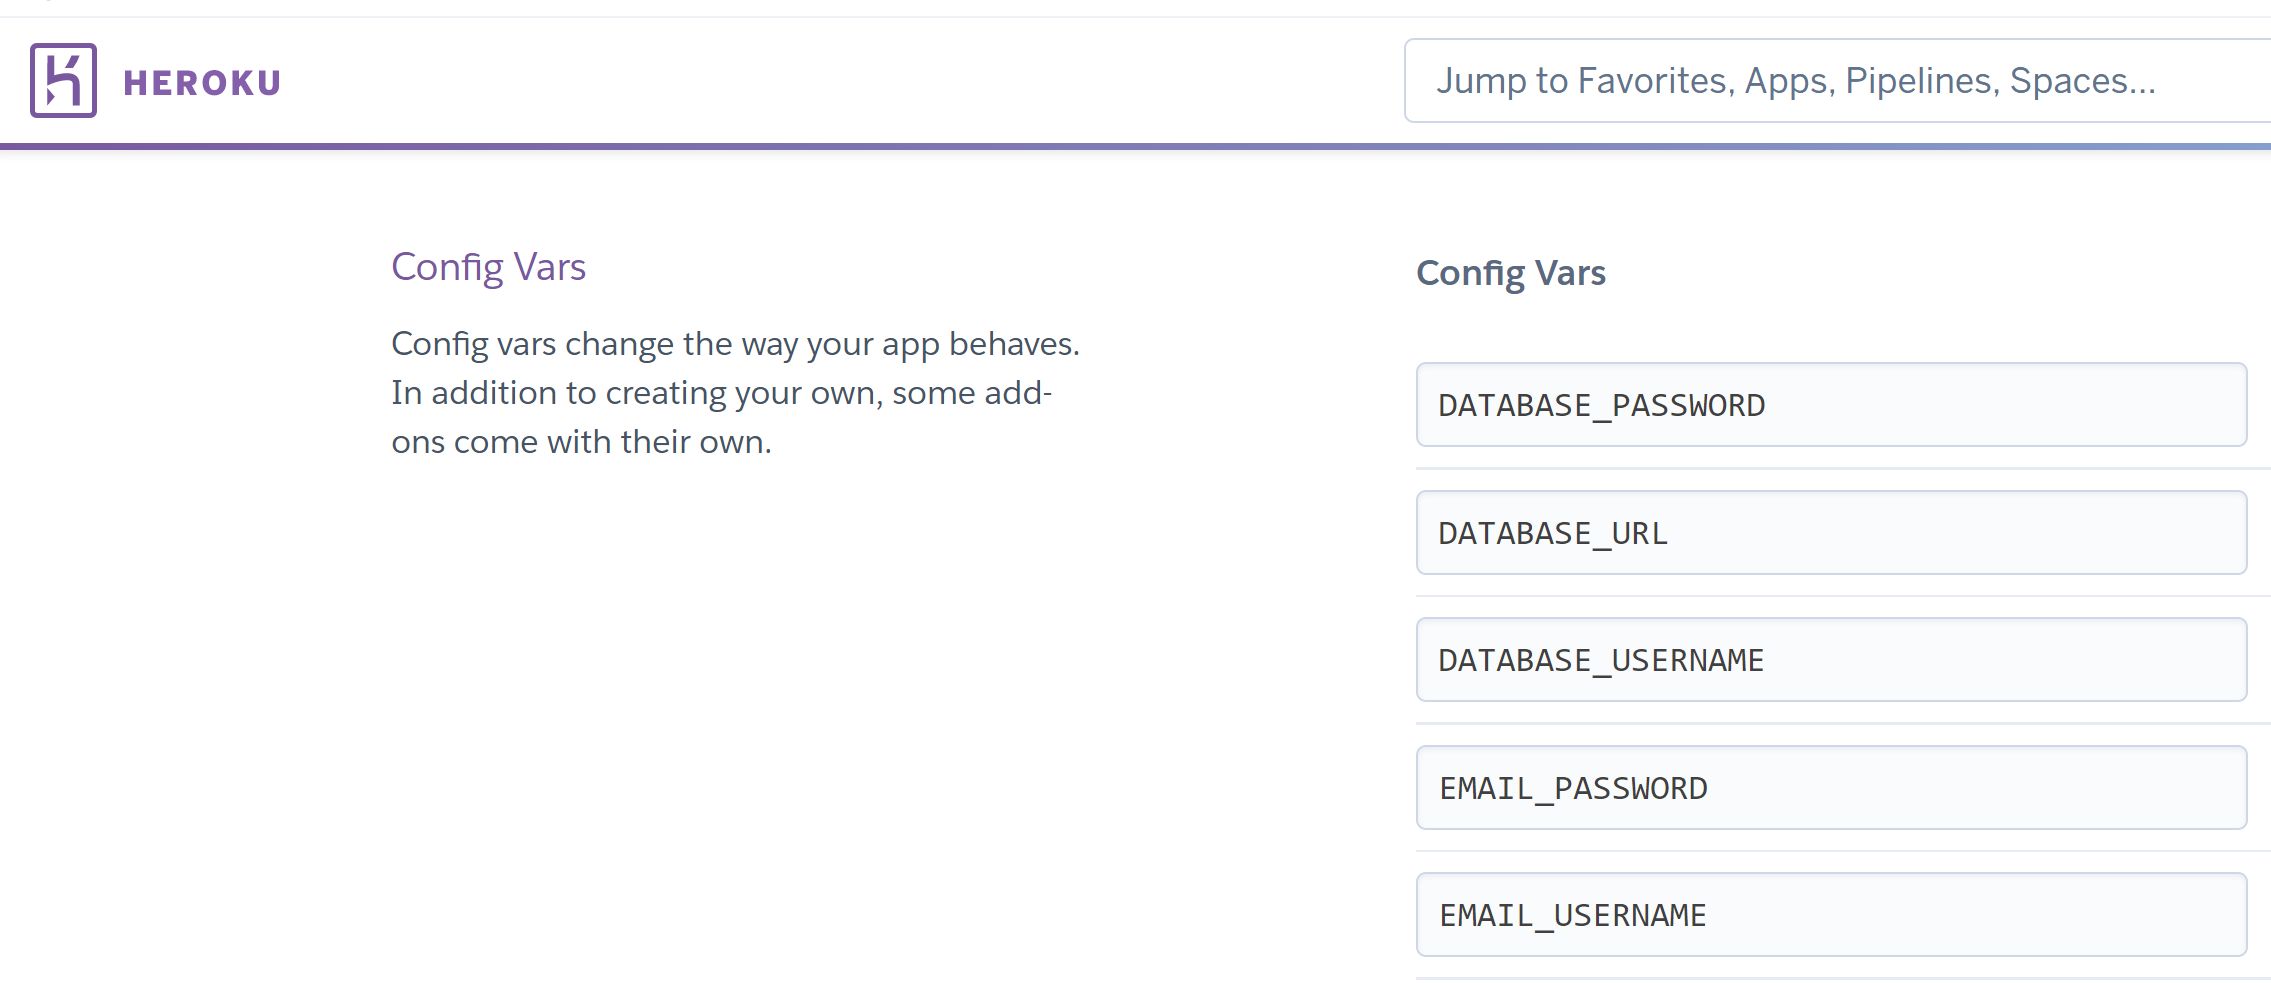 HEROKU
Jump to Favorites, Apps, Pipelines, Spaces...
Config Vars
Config vars change the way your app behaves.
In addition to creating your own, some add-
ons come with their own.
Config Vars
DATABASE_PASSWORD
DATABASE_URL
DATABASE_USERNAME
EMAIL_PASSWORD
EMAIL_USERNAME